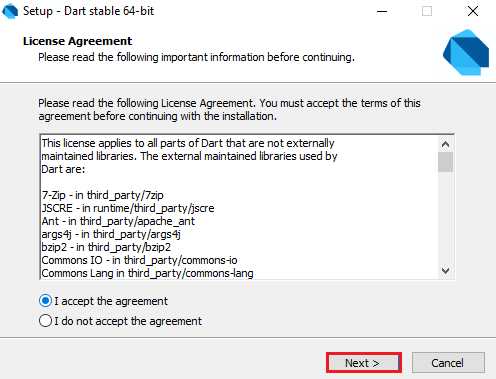 Setup - Dart stable 64-bit
License Agreement
Please read the following important information before continuing.
Please read the following License Agreement. You must accept the terms of this
agreement before continuing with the installation.
This license applies to all parts of Dart that are not externally
maintained libraries. The external maintained libraries used by
Dart are:
7-Zip - in third_party/7zip
JSCRE - in runtime/third_party/jscre
Ant - in third_party/apache_ant
args4j - in third_party/args4j
bzip2 - in third_party/bzip2
Commons IO - in third_party/commons-io
Commons Lang in third_party/commons-lang
I accept the agreement
I do not accept the agreement
Next >
Cancel